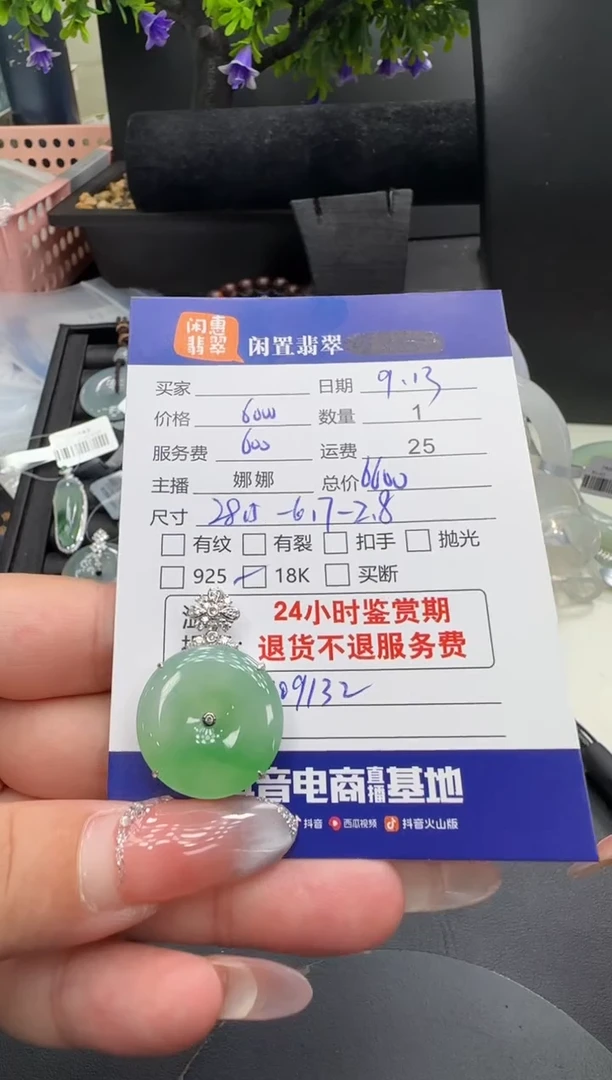 闲惠
翡翠
闲置翡翠
买家 日期 9.13
价格 6000 数量 1
服务费 600 运费 25
主播 娜娜 总价 6600
尺寸 28.5-6.7-2.8
有纹 有裂 扣手 抛光
925 18K 买断
24小时鉴赏期
退货不退服务费
09132
音电商直播基地
抖音 西瓜视频 抖音火山版